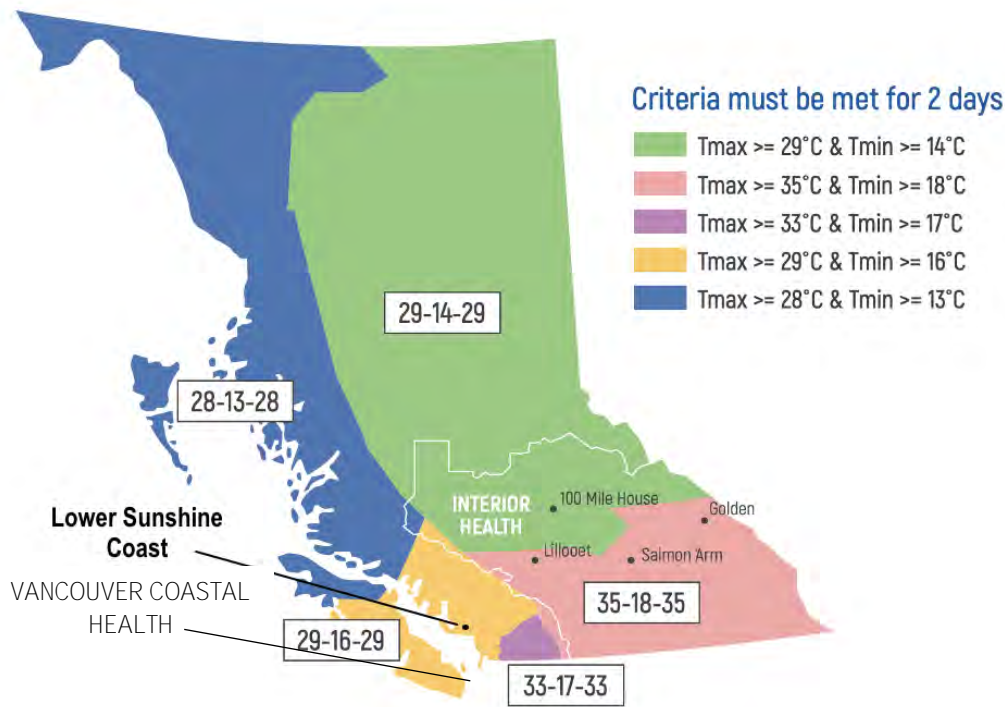 Criteria must be met for 2 days
Tmax >= 29°C & Tmin >= 14°C
Tmax >= 35°C & Tmin >= 18°C
Tmax >= 33°C & Tmin >= 17°C
Tmax >= 29°C & Tmin >= 16°C
Tmax >= 28°C & Tmin >= 13°C
29-14-29
28-13-28
INTERIOR
HEALTH
100 Mile House
Golden
Lillooet
Salmon Arm
Lower Sunshine
Coast
VANCOUVER COASTAL
HEALTH
35-18-35
29-16-29
33-17-33